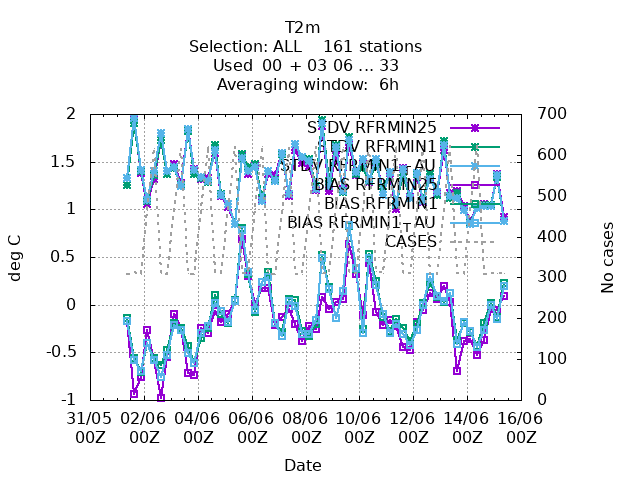 T2m
Selection: ALL    161 stations
Used  00 + 03 06 ... 33
Averaging window:  6h
2
1.5
1
0.5
0
-0.5
-1
deg C
700
600
500
400
300
200
100
0
No cases
STDV RFRMIN25
STDV RFRMIN1
STDV RFRMIN1_AU
BIAS RFRMIN25
BIAS RFRMIN1
BIAS RFRMIN1_AU
CASES
31/05 02/06 04/06 06/06 08/06 10/06 12/06 14/06 16/06
00Z 00Z 00Z 00Z 00Z 00Z 00Z 00Z 00Z
Date